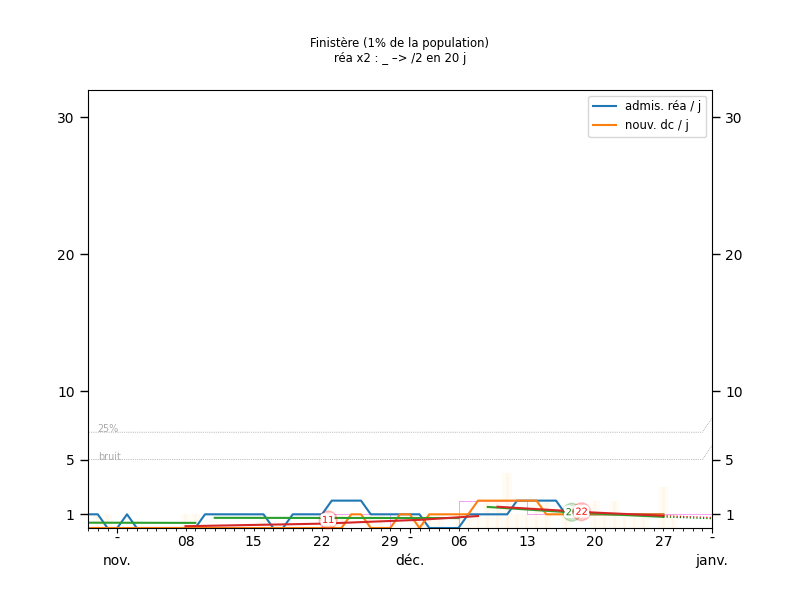 Finistère (1% de la population)
réa x2 : _ –> /2 en 20 j
admis. réa / j
nouv. dc / j
30 30
20 20
10 10
25%
5 bruit 5
1 11 22 1
- 08 15 22 29 - 06 13 20 27 -
nov. déc. janv.